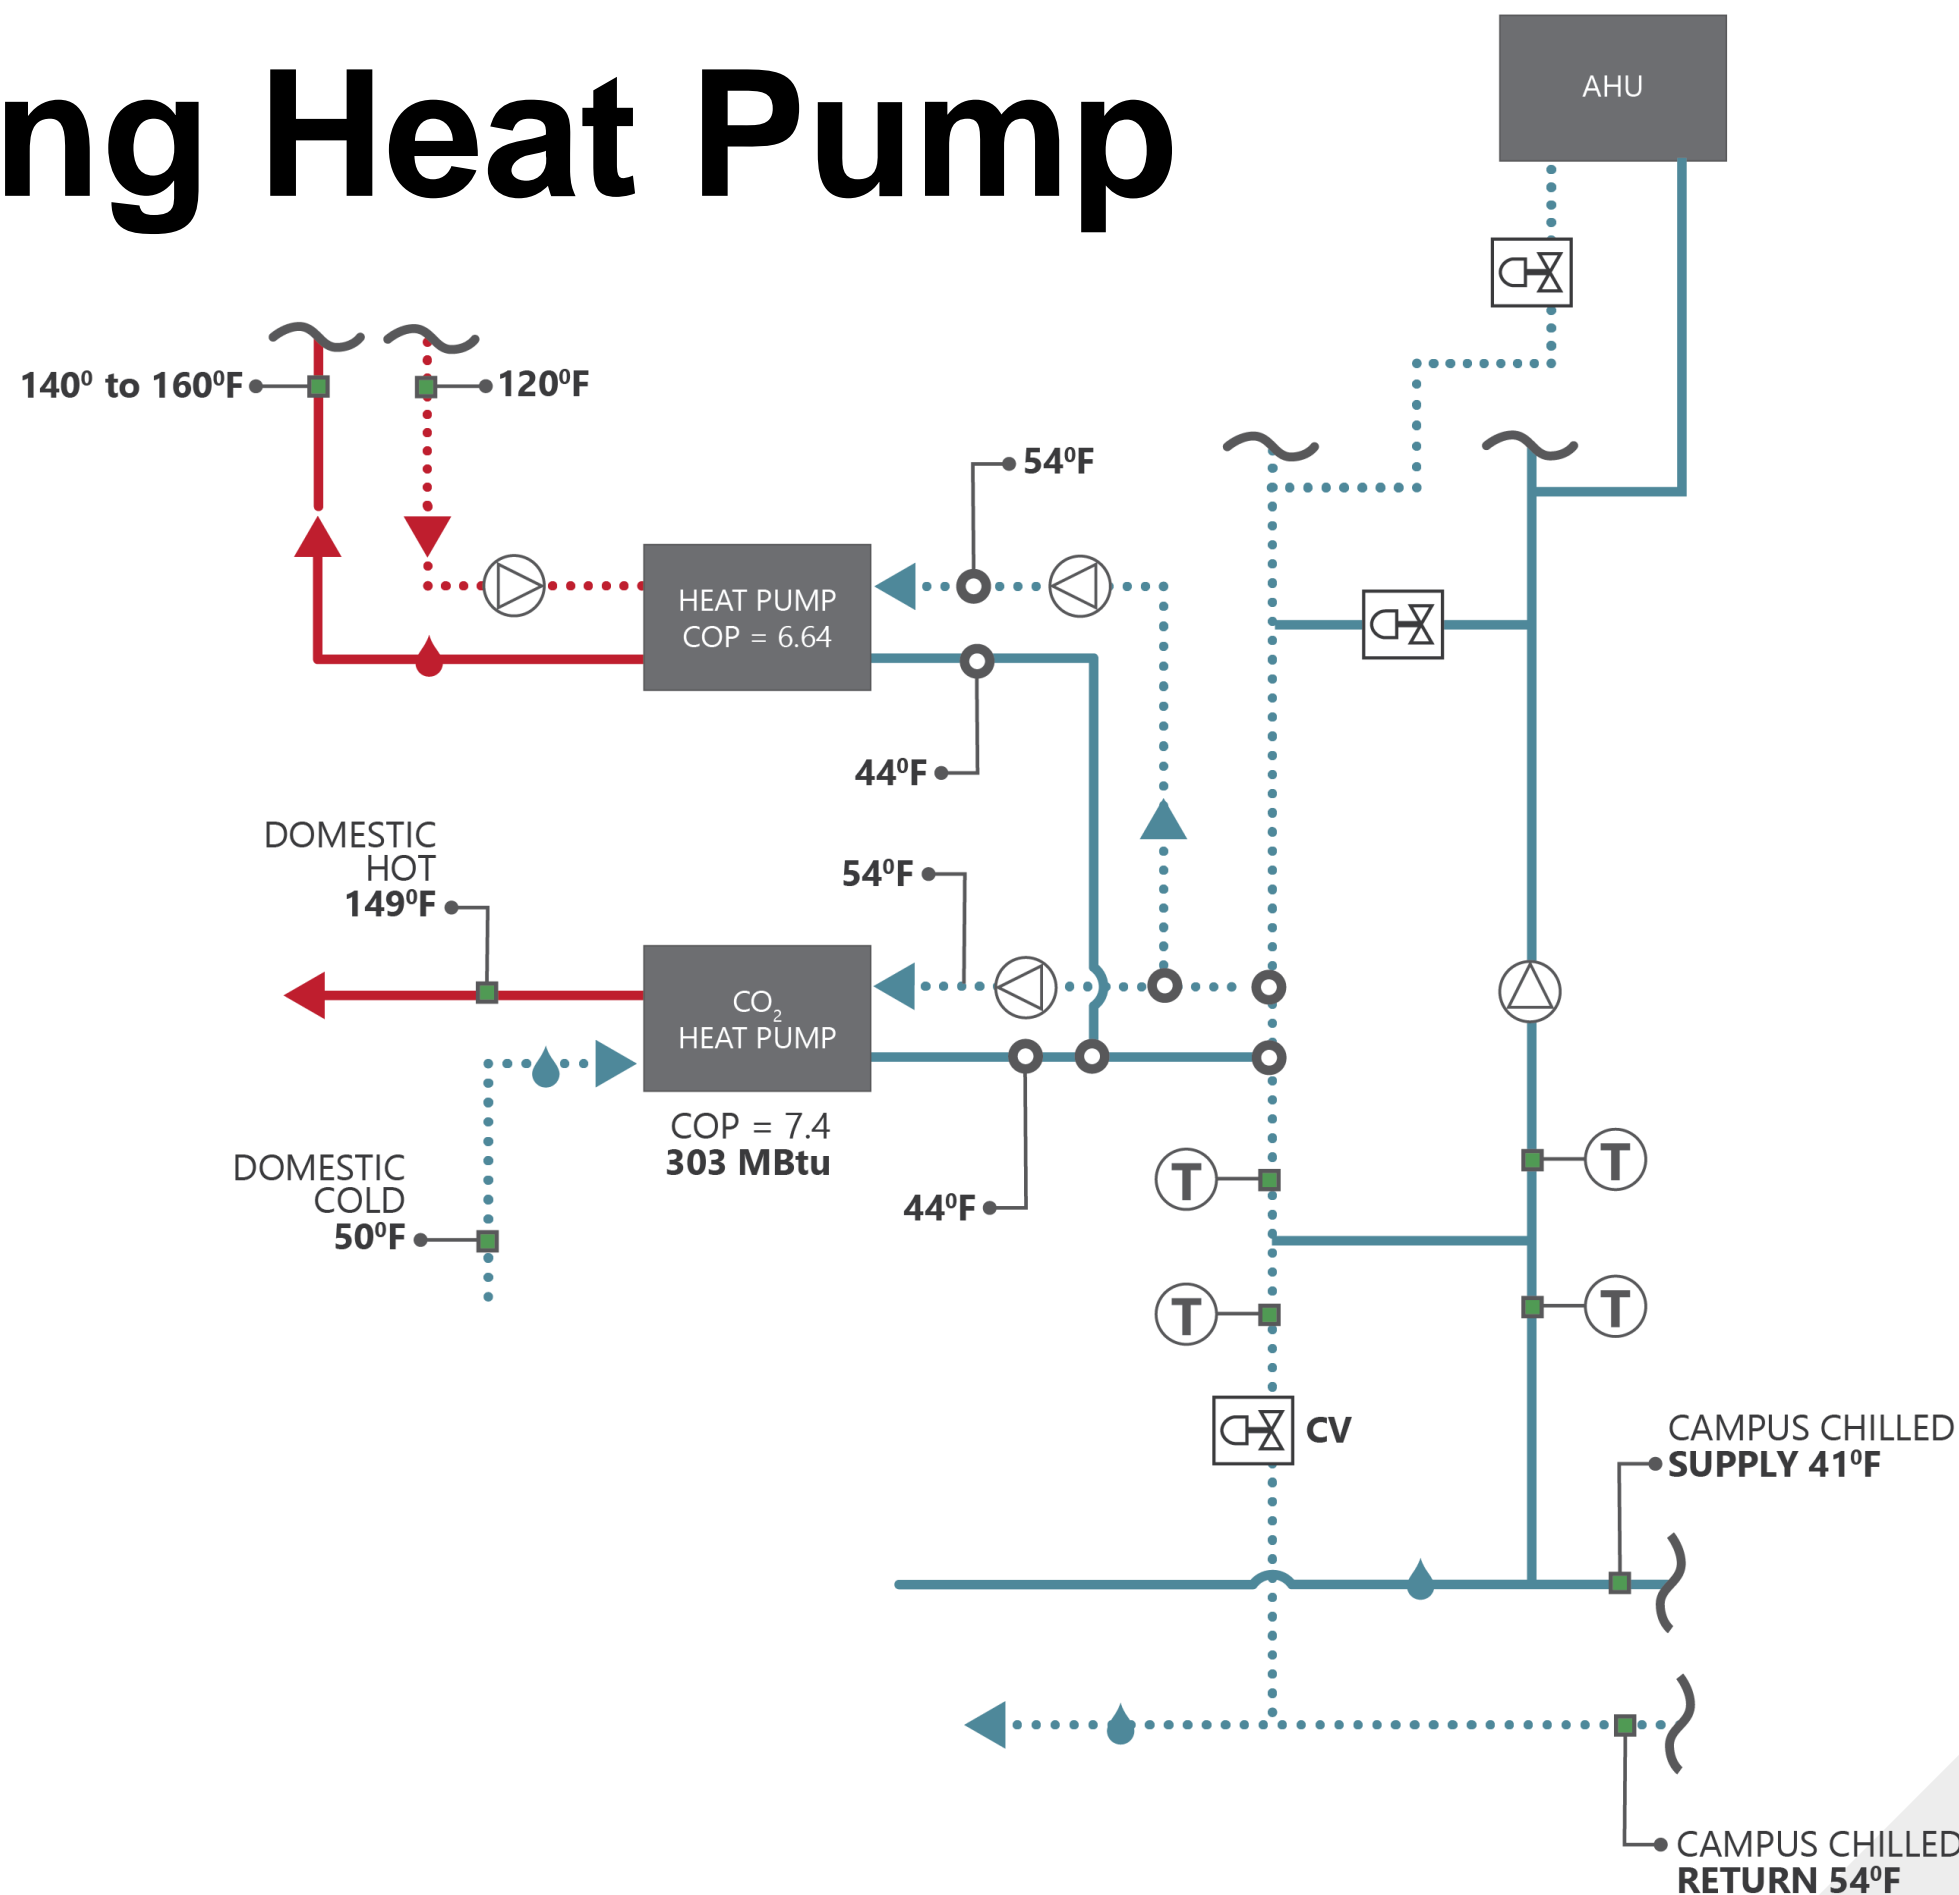 ng Heat Pump
AHU
140⁰ to 160⁰F
120⁰F
54⁰F
HEAT PUMP
COP = 6.64
44⁰F
DOMESTIC
HOT
149⁰F
54⁰F
CO₂
HEAT PUMP
COP = 7.4
303 MBtu
DOMESTIC
COLD
50⁰F
44⁰F
T
T
T
T
CV
CAMPUS CHILLED
SUPPLY 41⁰F
CAMPUS CHILLED
RETURN 54⁰F